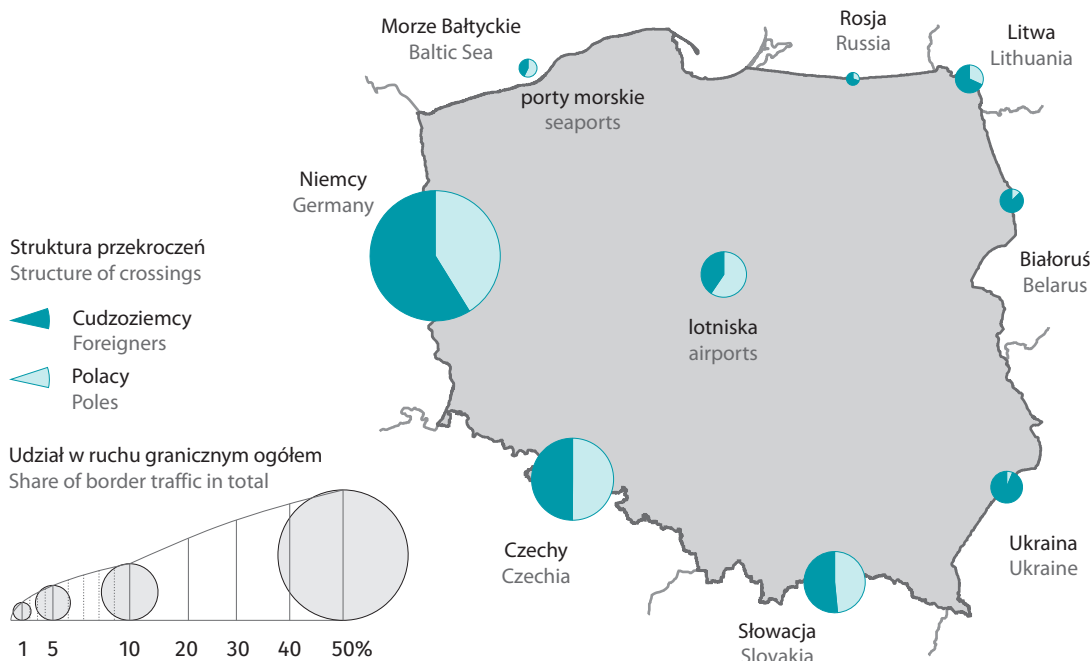 Morze Bałtyckie
Baltic Sea
porty morskie
seaports
Rosja
Russia
Litwa
Lithuania
Niemcy
Germany
Struktura przekroczeń
Structure of crossings
Cudzoziemcy
Foreigners
Polacy
Poles
Białoruś
Belarus
lotniska
airports
Udział w ruchu granicznym ogółem
Share of border traffic in total
1 5 10 20 30 40 50%
Czechy
Czechia
Słowacja
Slovakia
Ukraina
Ukraine